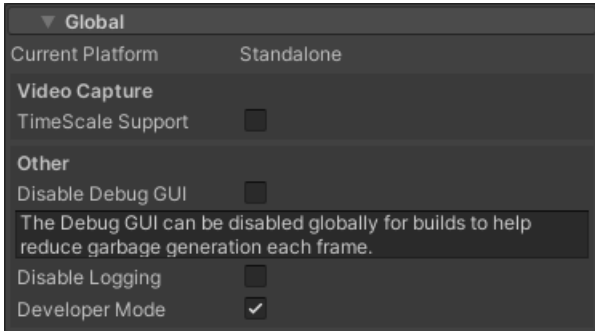 Global
Current Platform Standalone
Video Capture
TimeScale Support
Other
Disable Debug GUI
The Debug GUI can be disabled globally for builds to help
reduce garbage generation each frame.
Disable Logging
Developer Mode